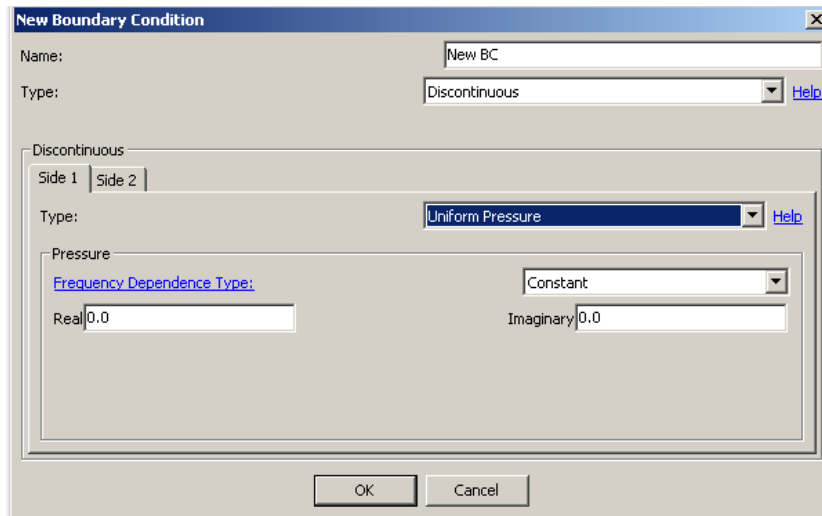 New Boundary Condition
Name: New BC
Type: Discontinuous Help
Discontinuous
Side 1 Side 2
Type: Uniform Pressure Help
Pressure
Frequency Dependence Type: Constant
Real 0.0 Imaginary 0.0
OK Cancel